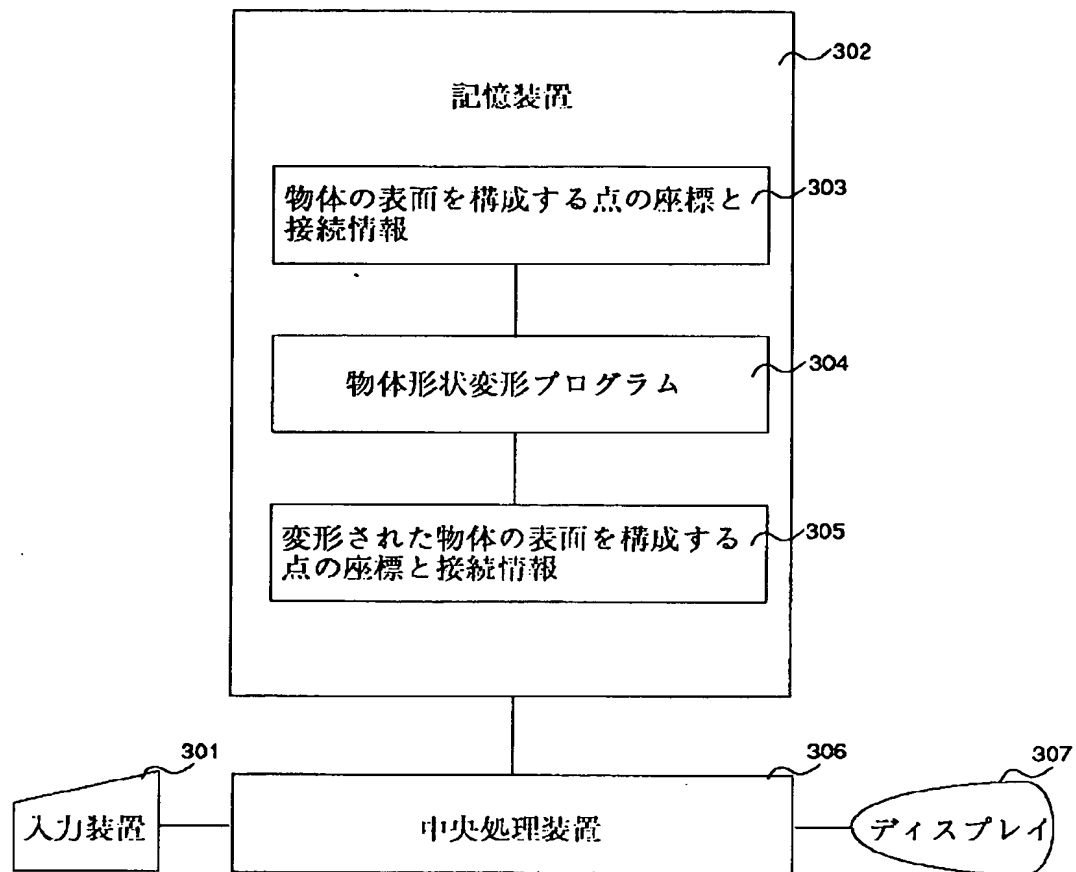 302
記憶装置
303
物体の表面を構成する点の座標と
接続情報
304
物体形状変形プログラム
305
変形された物体の表面を構成する
点の座標と接続情報
301
306
307
入力装置
中央処理装置
ディスプレイ